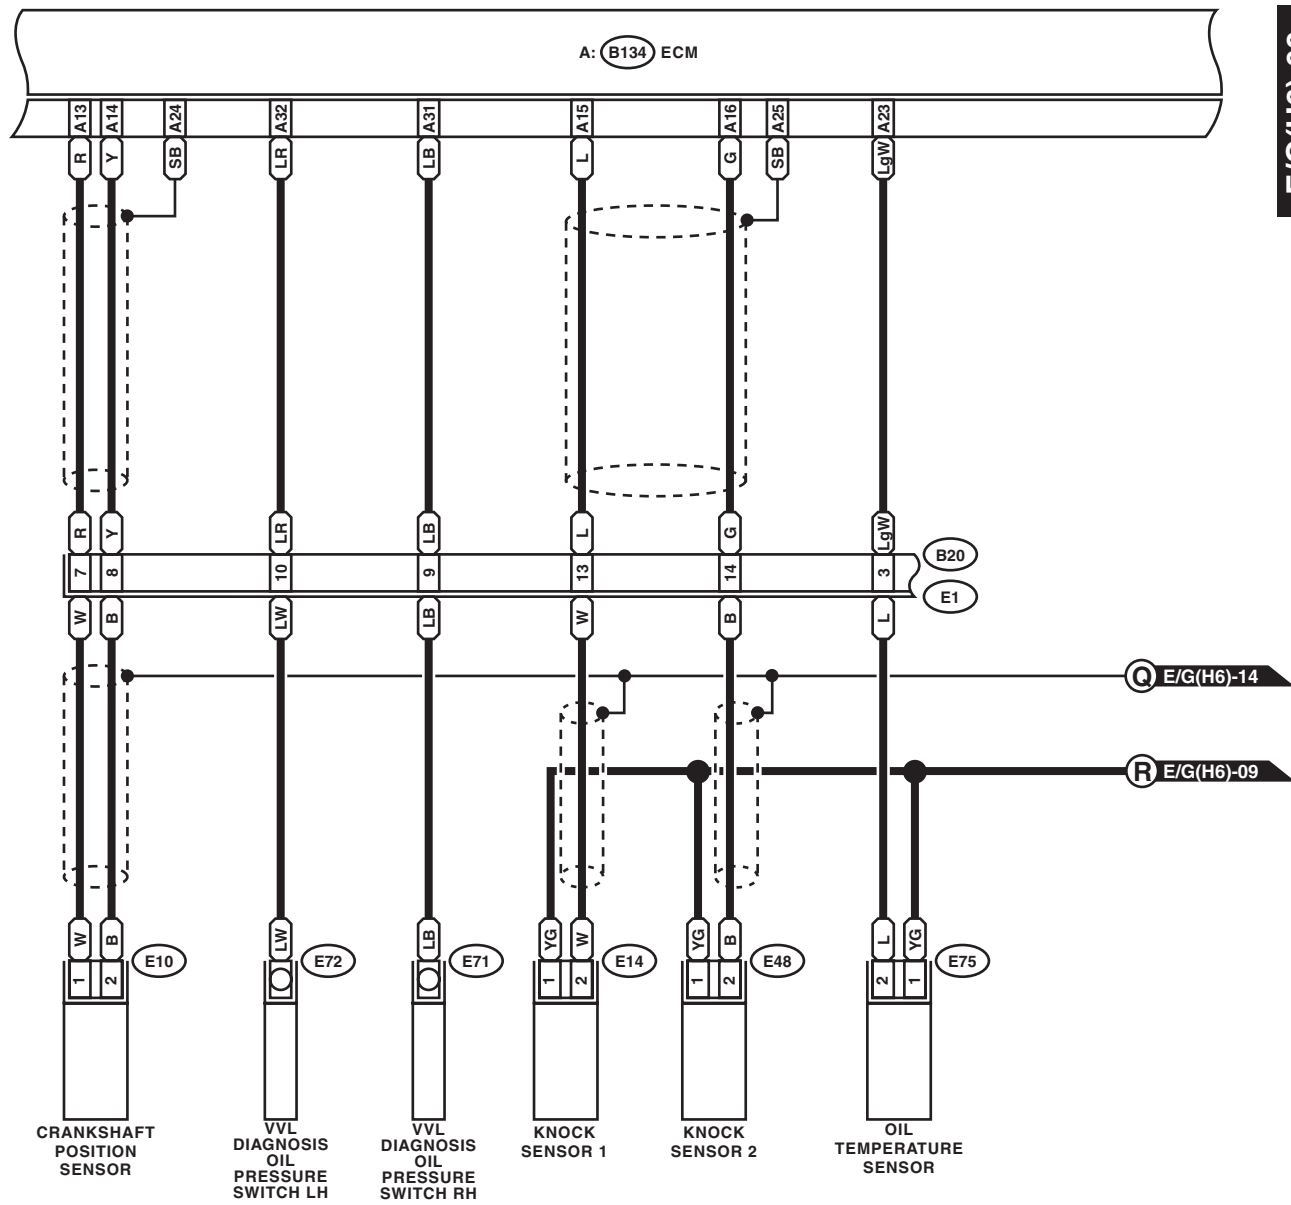 A: B134 ECM
A13 A14 A24 A32 A31 A15 A16 A25 A23
R Y SB LR LB L G SB LgW
R Y LR LB L G LgW
B20
7 8 10 9 13 14 3
E1
W B LW LB W B L
Q E/G(H6)-14
R E/G(H6)-09
W B LW LB YG W YG B L YG
E10 E72 E71 E14 E48 E75
1 2 1 2 1 2 2 1
CRANKSHAFT
POSITION
SENSOR
VVL
DIAGNOSIS
OIL
PRESSURE
SWITCH LH
VVL
DIAGNOSIS
OIL
PRESSURE
SWITCH RH
KNOCK
SENSOR 1
KNOCK
SENSOR 2
OIL
TEMPERATURE
SENSOR